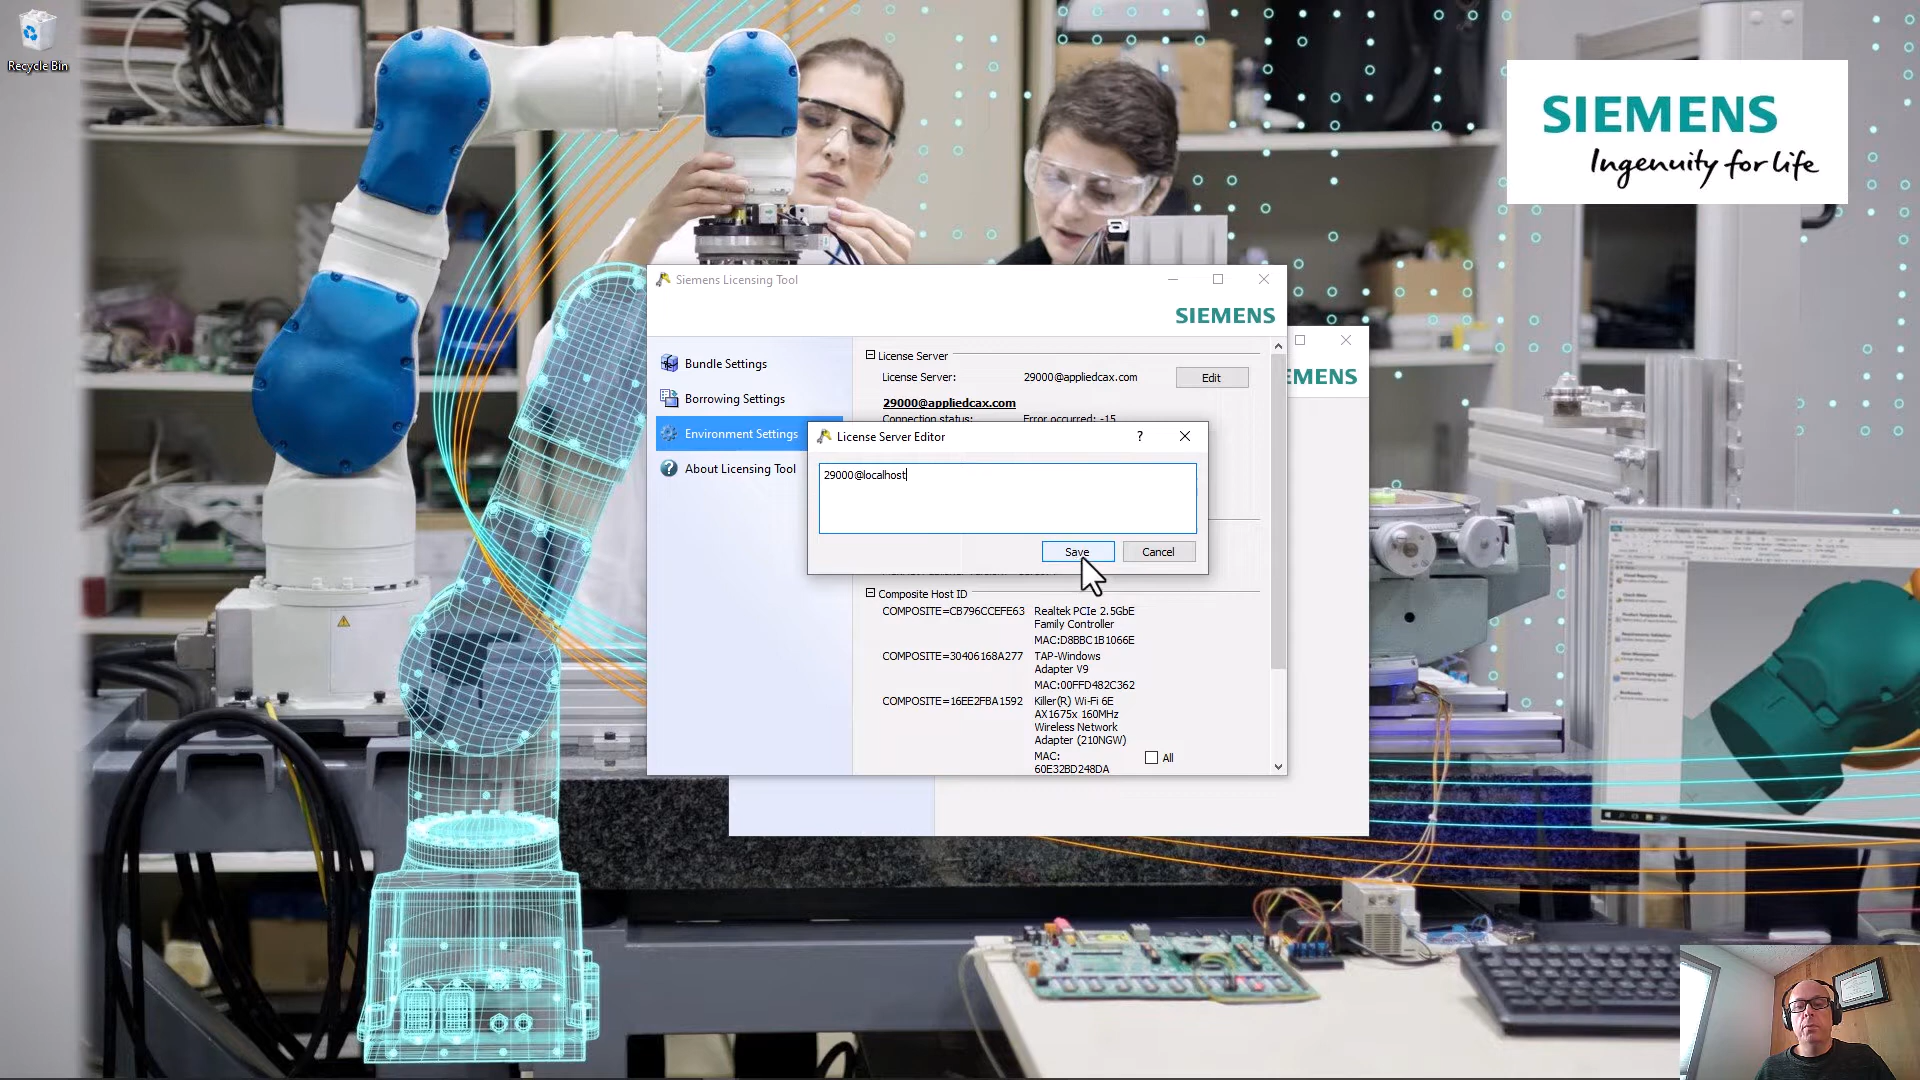 Recycle Bin
SIEMENS
Ingenuity for life
Siemens Licensing Tool
SIEMENS
EMENS
Bundle Settings
Borrowing Settings
Environment Settings
About Licensing Tool
License Server
License Server: 29000@appliedcax.com Edit
29000@appliedcax.com
Connection status: Error occurred: -15
License Server Editor
?
29000@localhost
Save Cancel
Composite Host ID
COMPOSITE=CB796CCEFE63 Realtek PCIe 2.5GbE
Family Controller
MAC:D8BBC1B1066E
COMPOSITE=30406168A277 TAP-Windows
Adapter V9
MAC:00FFD482C362
COMPOSITE=16EE2FBA1592 Killer(R) Wi-Fi 6E
AX1675x 160MHz
Wireless Network
Adapter (210NGW)
MAC:
60E32BD248DA
All